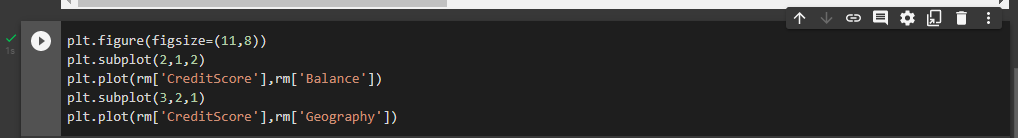 1s
plt.figure(figsize=(11,8))
plt.subplot(2,1,2)
plt.plot(rm['CreditScore'],rm['Balance'])
plt.subplot(3,2,1)
plt.plot(rm['CreditScore'],rm['Geography'])